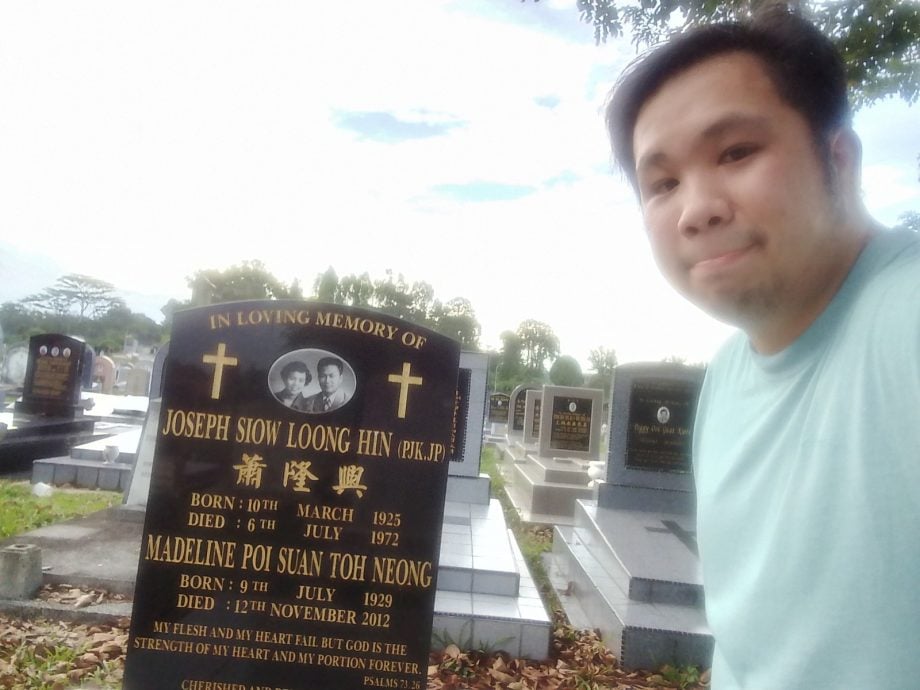 IN LOVING MEMORY OF
JOSEPH SIOW LOONG HIN (PJK,JP)
蕭隆興
BORN : 10TH MARCH 1925
DIED : 6TH JULY 1972
MADELINE POI SUAN TOH NEONG
BORN : 9TH JULY 1929
DIED : 12TH NOVEMBER 2012
MY FLESH AND MY HEART FAIL BUT GOD IS THE
STRENGTH OF MY HEART AND MY PORTION FOREVER.
PSALMS 73, 26
CHERISHED AND